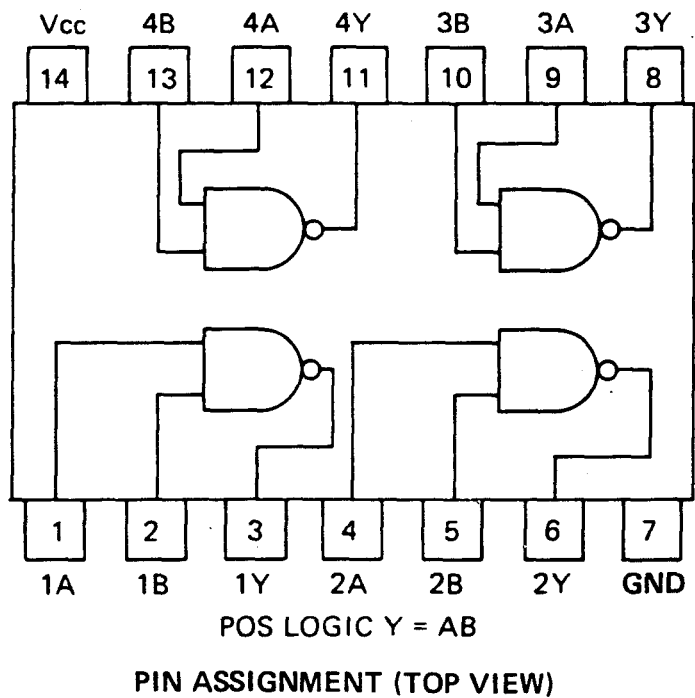 Vcc 4B 4A 4Y 3B 3A 3Y
14 13 12 11 10 9 8
1 2 3 4 5 6 7
1A 1B 1Y 2A 2B 2Y GND
POS LOGIC Y = AB
PIN ASSIGNMENT (TOP VIEW)